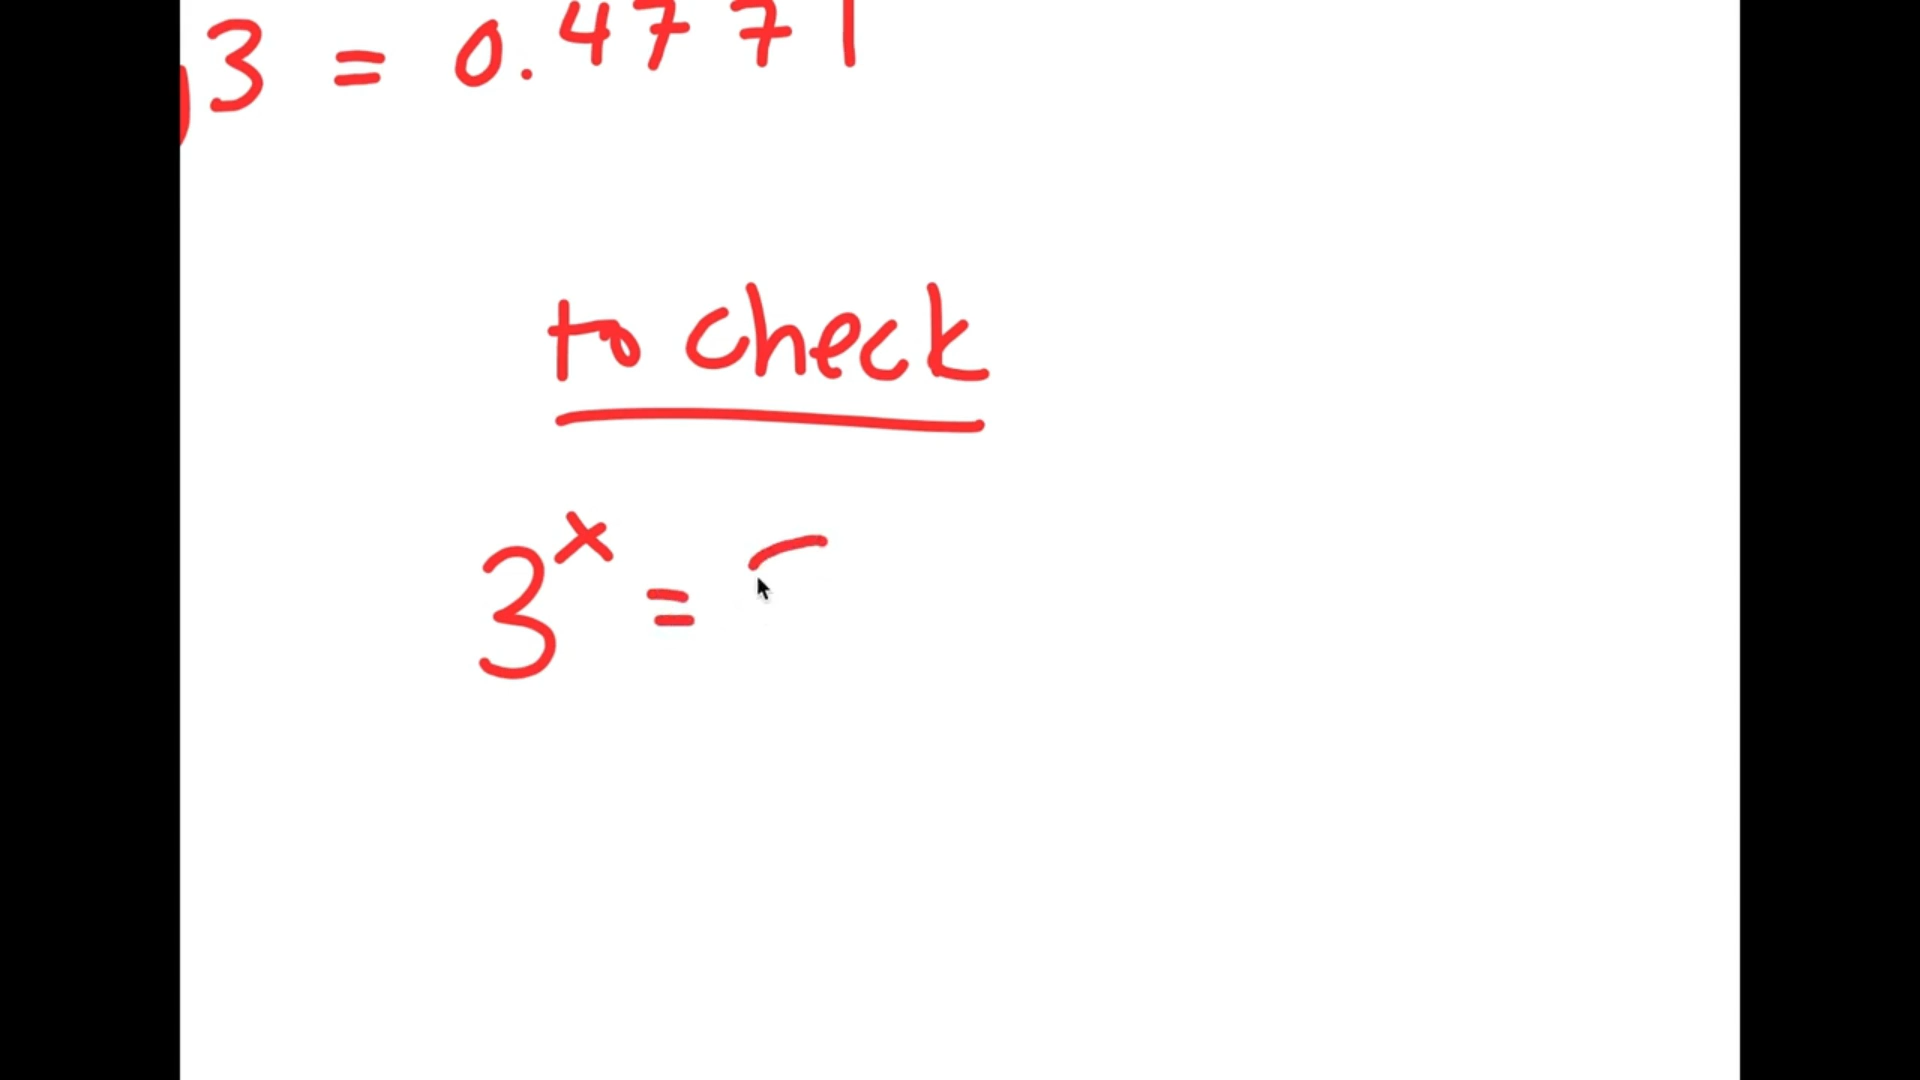 3 = 0.4771
to check
3^x =